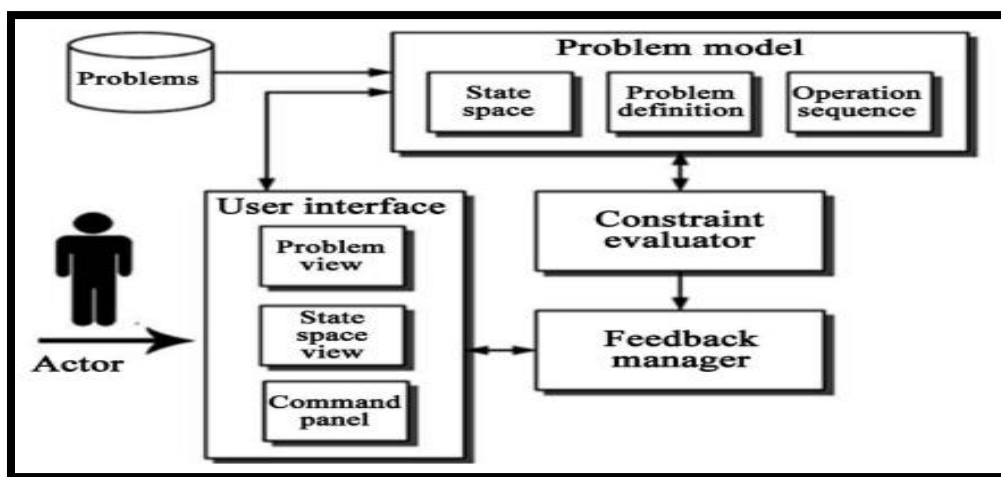 Problem model
Problems
State
space
Problem
definition
Operation
sequence
User interface
Problem
view
State
space
view
Command
panel
Constraint
evaluator
Feedback
manager
Actor